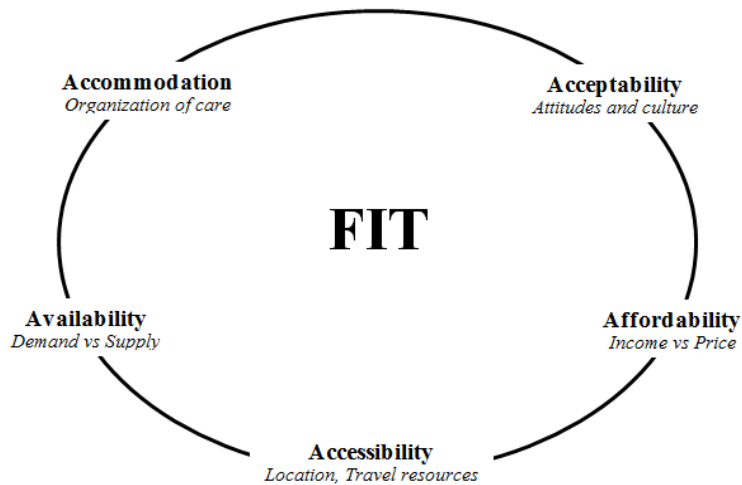 Accommodation
Organization of care
Acceptability
Attitudes and culture
FIT
Availability
Demand vs Supply
Affordability
Income vs Price
Accessibility
Location, Travel resources